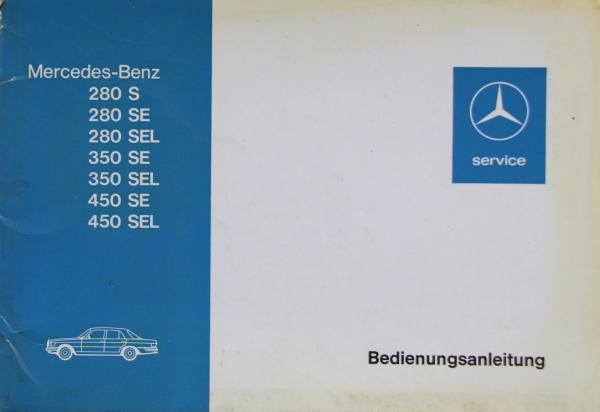 Mercedes-Benz
280 S
280 SE
280 SEL
350 SE
350 SEL
450 SE
450 SEL
service
Bedienungsanleitung